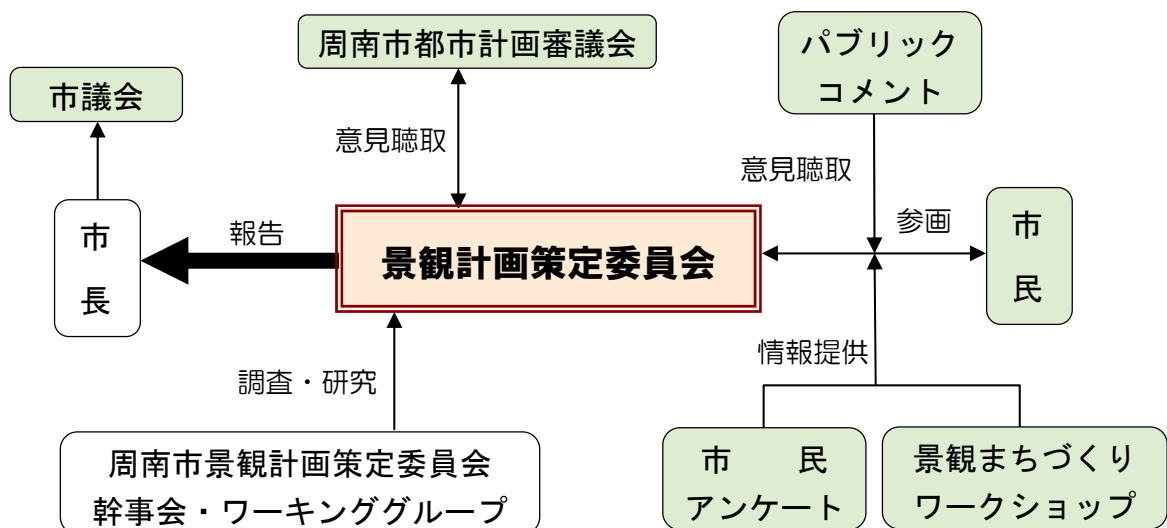 周南市都市計画審議会
パブリック
コメント
市議会
意見聴取
意見聴取
市
長
報告
景観計画策定委員会
参画
市
民
調査・研究
情報提供
周南市景観計画策定委員会
幹事会・ワーキンググループ
市　　民
アンケート
景観まちづくり
ワークショップ